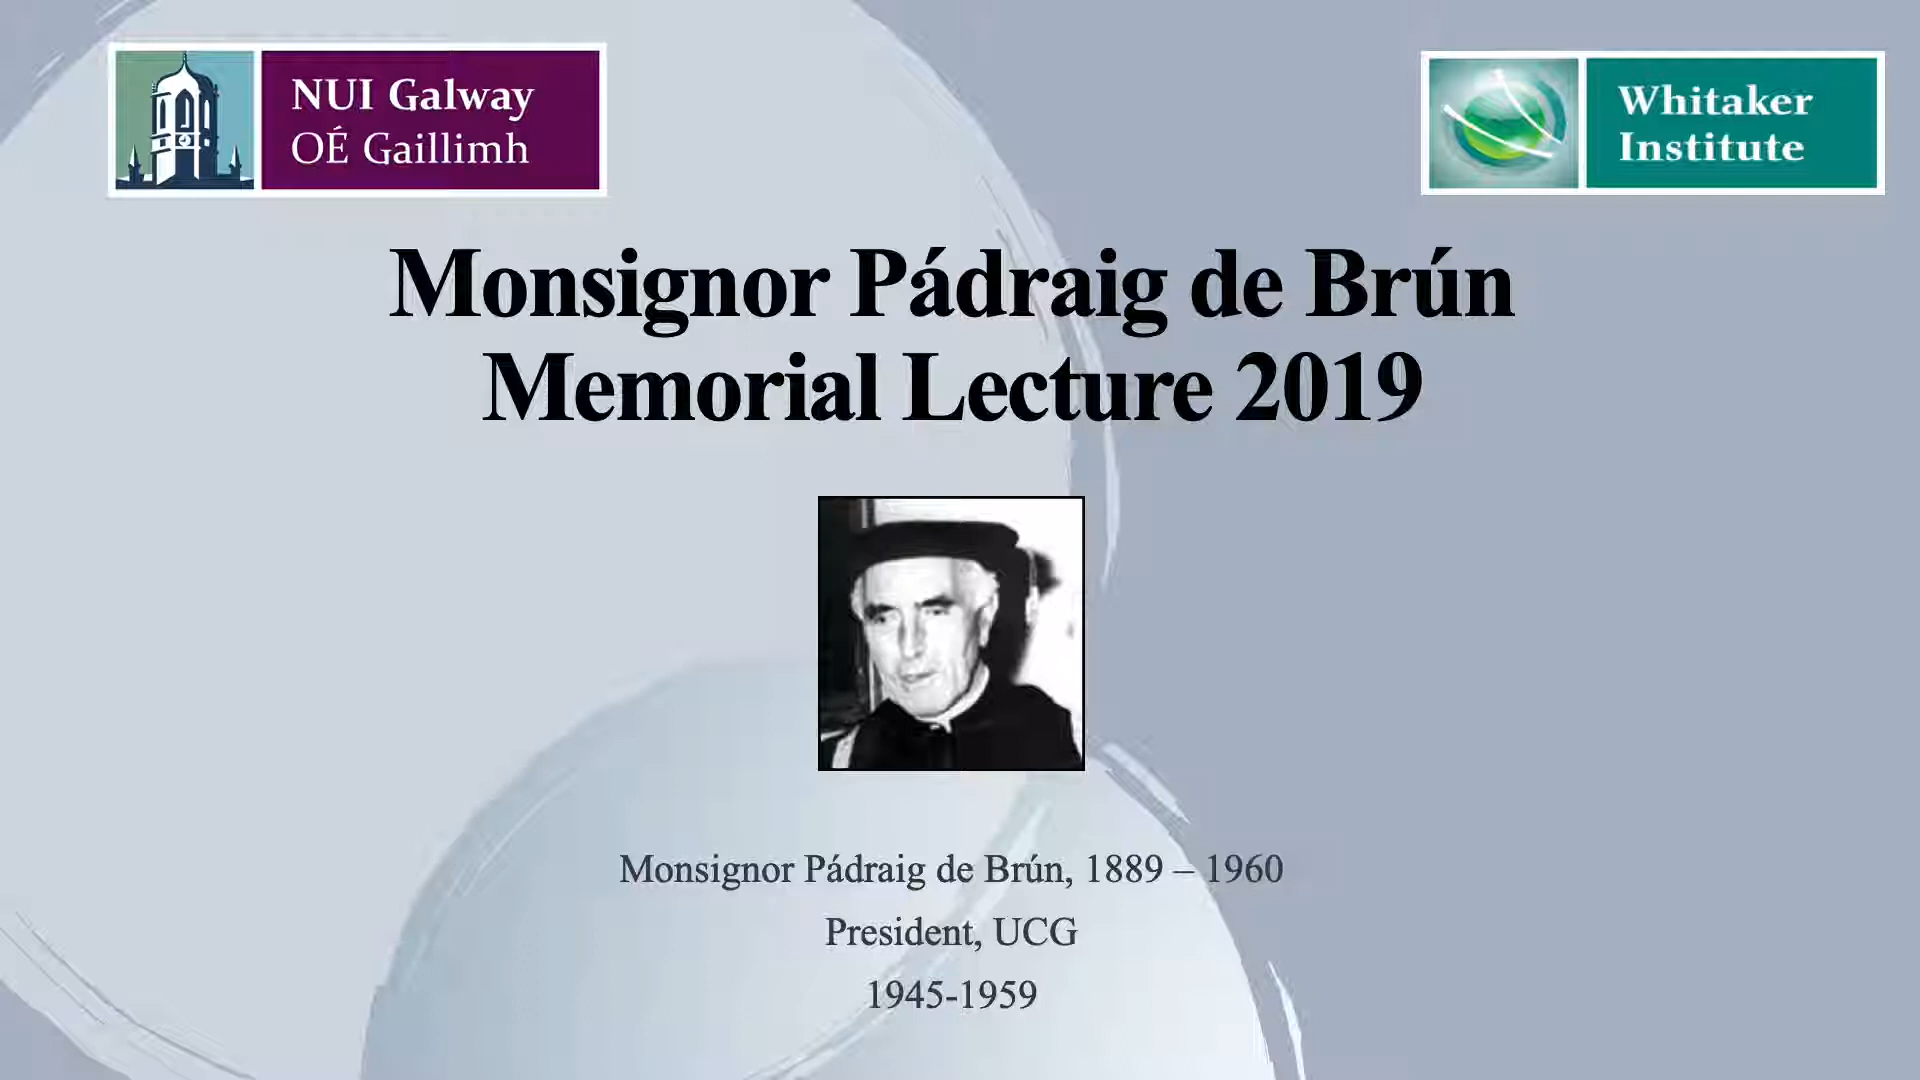 NUI Galway
OÉ Gaillimh
Whitaker
Institute
Monsignor Pádraig de Brún
Memorial Lecture 2019
Monsignor Pádraig de Brún, 1889 – 1960
President, UCG
1945-1959